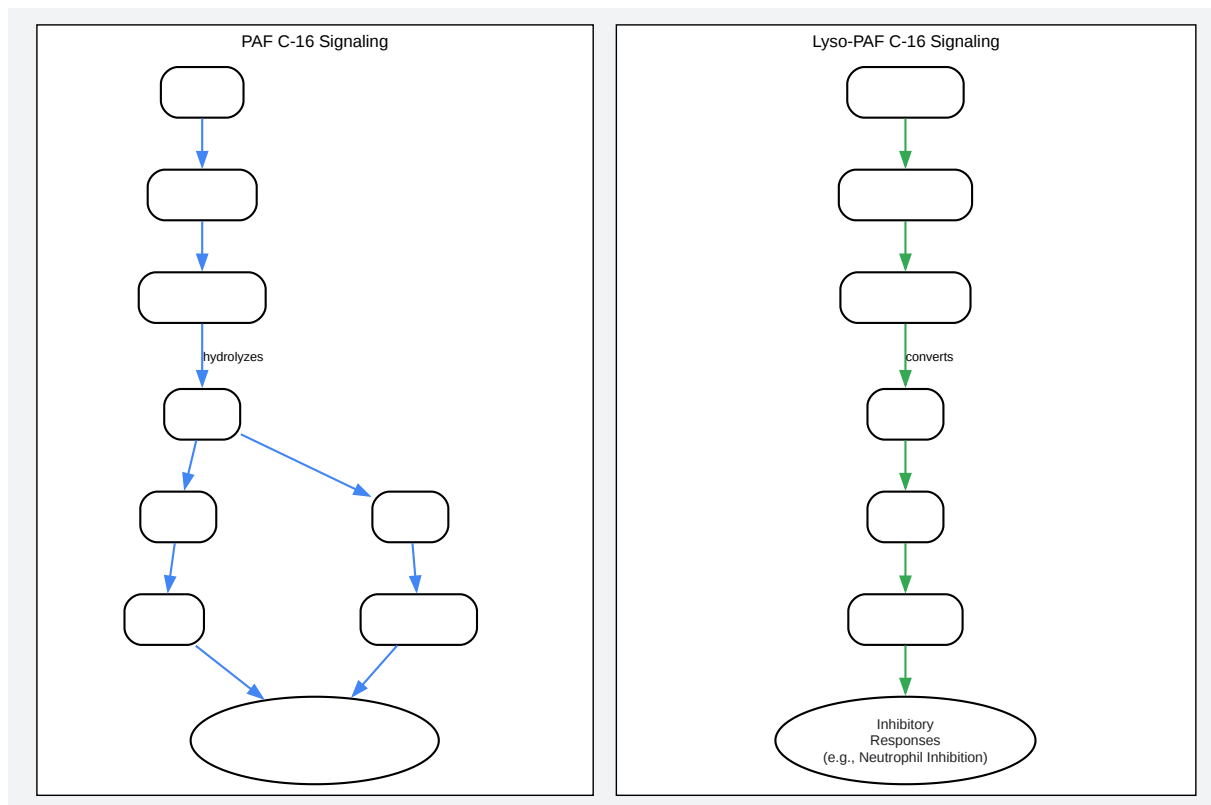 PAF C-16 Signaling
hydrolyzes
Lyso-PAF C-16 Signaling
converts
Inhibitory
Responses
(e.g., Neutrophil Inhibition)